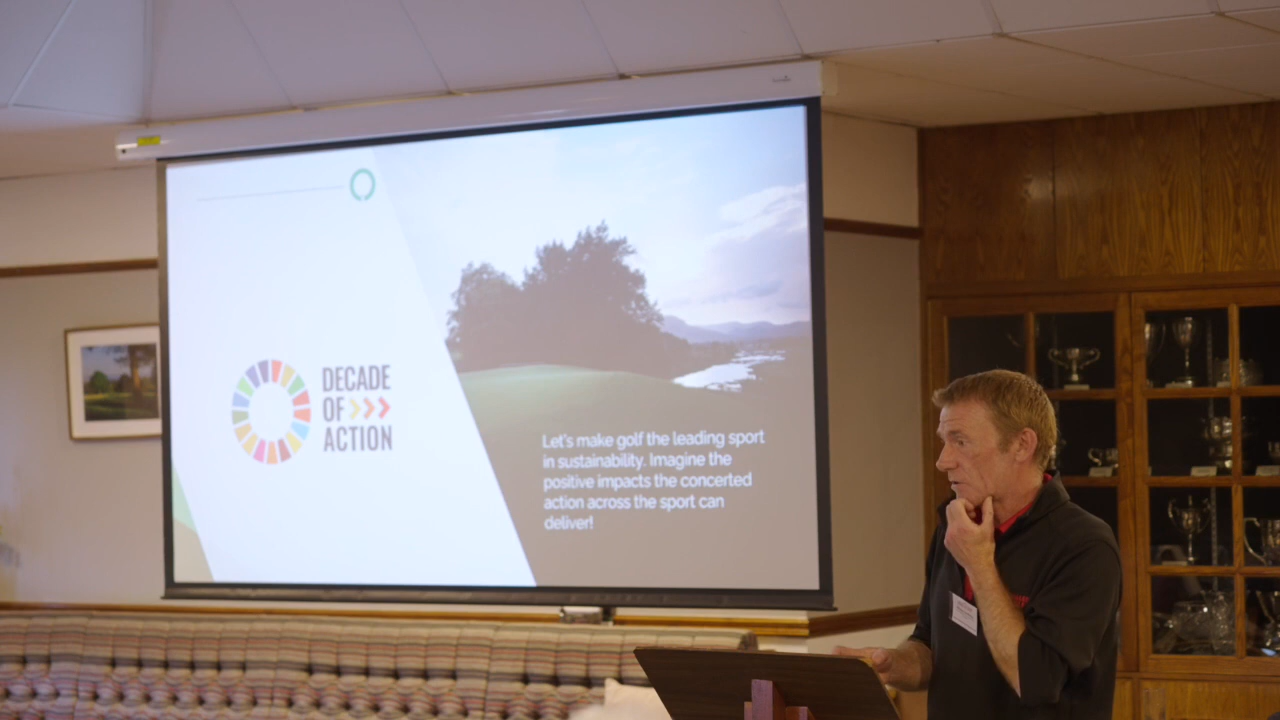 DECADE
OF >>>
ACTION
Let's make golf the leading sport
in sustainability. Imagine the
positive impacts the concerted
action across the sport can
deliver!